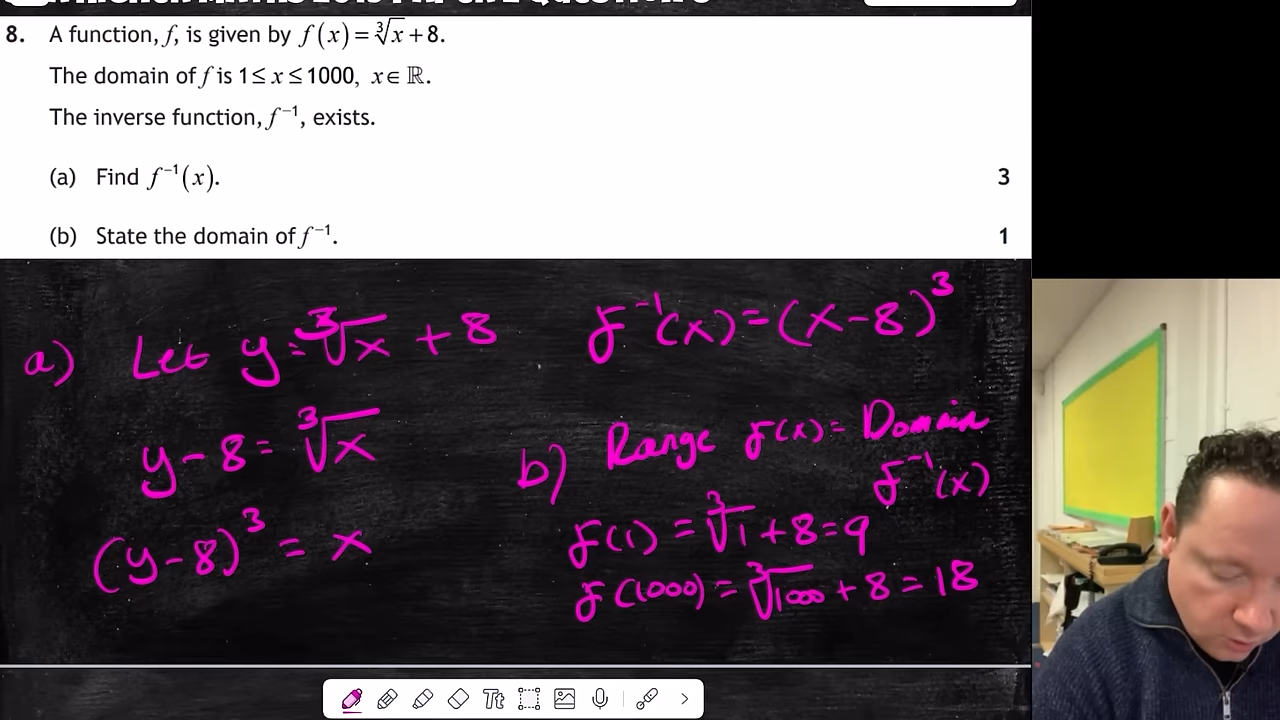 8. A function, f, is given by f(x) = ∛x + 8.
The domain of f is 1 ≤ x ≤ 1000, x ∈ ℝ.
The inverse function, f⁻¹, exists.
(a) Find f⁻¹(x). 3
(b) State the domain of f⁻¹. 1
a) Let y = ∛x + 8
y - 8 = ∛x
(y - 8)³ = x
f⁻¹(x) = (x - 8)³
b) Range f(x) = Domain
f⁻¹(x)
f(1) = ∛1 + 8 = 9
f(1000) = ∛1000 + 8 = 18
Tt